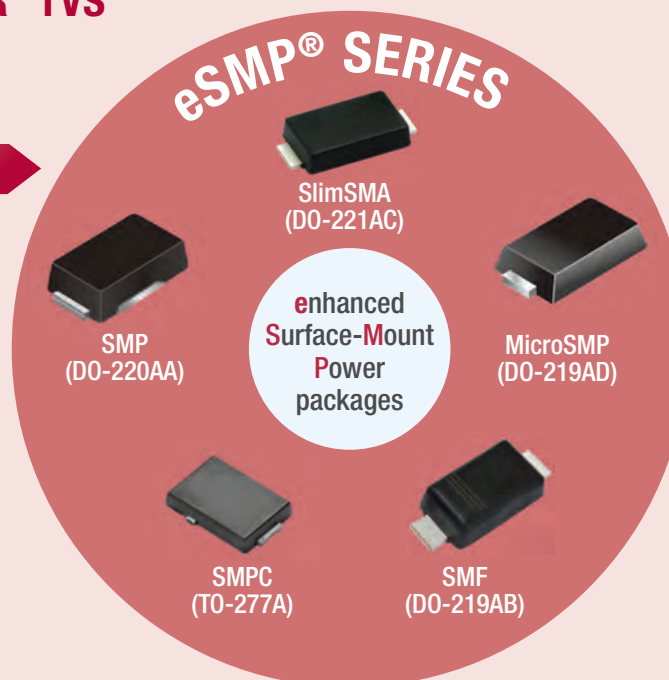 TVS
eSMP® SERIES
SlimSMA
(DO-221AC)
SMP
(DO-220AA)
enhanced
Surface-Mount
Power
packages
MicroSMP
(DO-219AD)
SMPC
(TO-277A)
SMF
(DO-219AB)